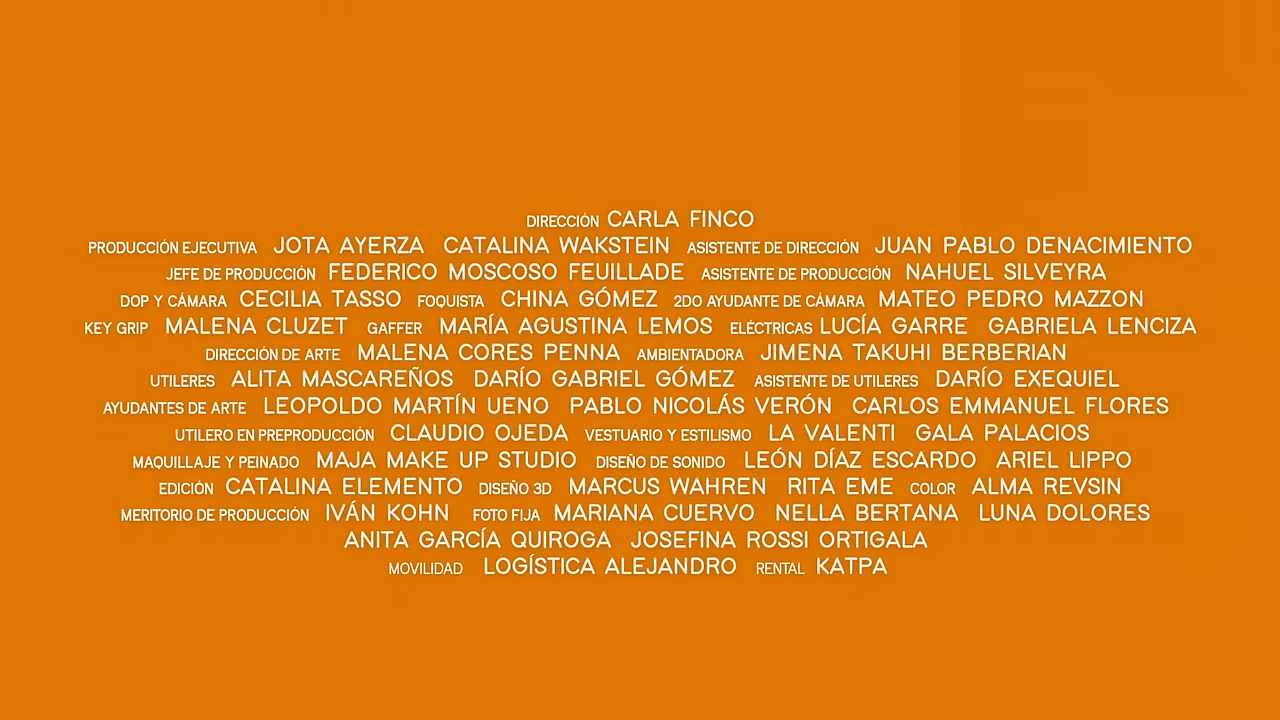 DIRECCIÓN CARLA FINCO
PRODUCCIÓN EJECUTIVA JOTA AYERZA CATALINA WAKSTEIN ASISTENTE DE DIRECCIÓN JUAN PABLO DENACIMIENTO
JEFE DE PRODUCCIÓN FEDERICO MOSCOSO FEUILLADE ASISTENTE DE PRODUCCIÓN NAHUEL SILVEYRA
DOP Y CÁMARA CECILIA TASSO FOQUISTA CHINA GÓMEZ 2DO AYUDANTE DE CÁMARA MATEO PEDRO MAZZON
KEY GRIP MALENA CLUZET GAFFER MARÍA AGUSTINA LEMOS ELÉCTRICAS LUCÍA GARRE GABRIELA LENCIZA
DIRECCIÓN DE ARTE MALENA CORES PENNA AMBIENTADORA JIMENA TAKUHI BERBERIAN
UTILERES ALITA MASCAREÑOS DARÍO GABRIEL GÓMEZ ASISTENTE DE UTILERES DARÍO EXEQUIEL
AYUDANTES DE ARTE LEOPOLDO MARTÍN UENO PABLO NICOLÁS VERÓN CARLOS EMMANUEL FLORES
UTILERO EN PREPRODUCCIÓN CLAUDIO OJEDA VESTUARIO Y ESTILISMO LA VALENTI GALA PALACIOS
MAQUILLAJE Y PEINADO MAJA MAKE UP STUDIO DISEÑO DE SONIDO LEÓN DÍAZ ESCARDO ARIEL LIPPO
EDICIÓN CATALINA ELEMENTO DISEÑO 3D MARCUS WAHREN RITA EME COLOR ALMA REVSIN
MERITORIO DE PRODUCCIÓN IVÁN KOHN FOTO FIJA MARIANA CUERVO NELLA BERTANA LUNA DOLORES
ANITA GARCÍA QUIROGA JOSEFINA ROSSI ORTIGALA
MOVILIDAD LOGÍSTICA ALEJANDRO RENTAL KATPA